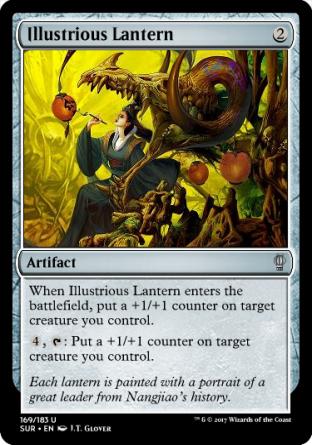 Illustrious Lantern 2
Artifact
When Illustrious Lantern enters the
battlefield, put a +1/+1 counter on target
creature you control.
4, : Put a +1/+1 counter on target
creature you control.
Each lantern is painted with a portrait of a
great leader from Nangjiao's history.
169/183 U
SUR • EN J.T. Glover
™ & © 2017 Wizards of the Coast